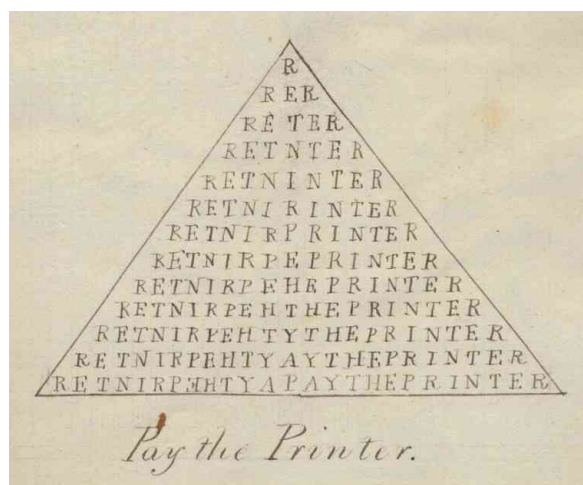 R
RER
RETER
RETNTER
RETNINTER
RETNIRINTER
RETNIRPRINTER
RETNIRPEPRINTER
RETNIRPEHEPRINTER
RETNIRPEHTHEPRINTER
RETNIRPEHTYTHEPRINTER
RETNIRPEHTYAYTHEPRINTER
RETNIRPEHTYAPAYTHEPRINTER
Pay the Printer.